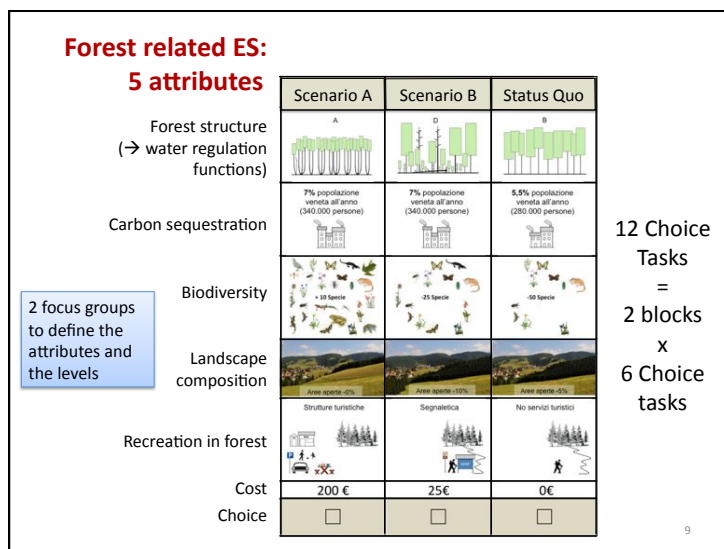 Forest related ES:
5 attributes
Scenario A
Scenario B
Status Quo
Forest structure
(→ water regulation
functions)
A
D
B
Carbon sequestration
7% popolazione
veneta all'anno
(340.000 persone)
7% popolazione
veneta all'anno
(340.000 persone)
5,5% popolazione
veneta all'anno
(280.000 persone)
Biodiversity
+ 10 Specie
-25 Specie
-50 Specie
2 focus groups
to define the
attributes and
the levels
Landscape
composition
Aree aperte -0%
Aree aperte -10%
Aree aperte -5%
Recreation in forest
Strutture turistiche
P
Segnaletica
No servizi turistici
Cost
200 €
25€
0€
Choice
12 Choice
Tasks
=
2 blocks
x
6 Choice
tasks
9